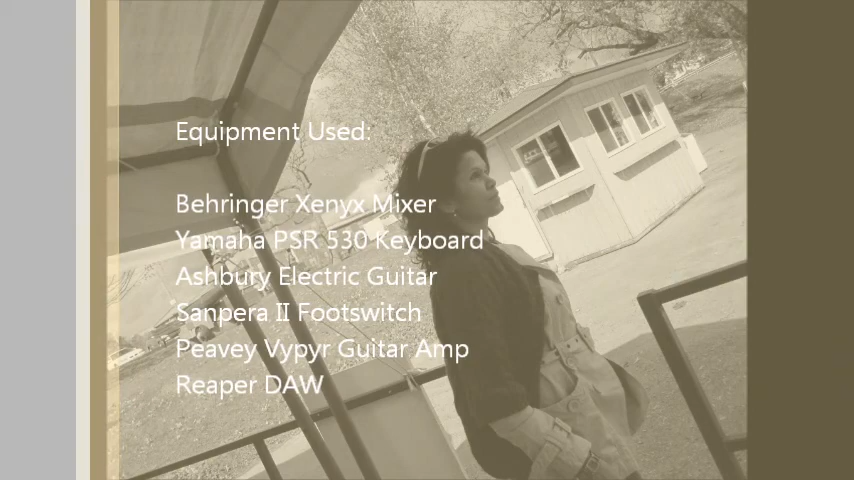 Equipment Used:
Behringer Xenyx Mixer
Yamaha PSR 530 Keyboard
Ashbury Electric Guitar
Sanpera II Footswitch
Peavey Vypyr Guitar Amp
Reaper DAW